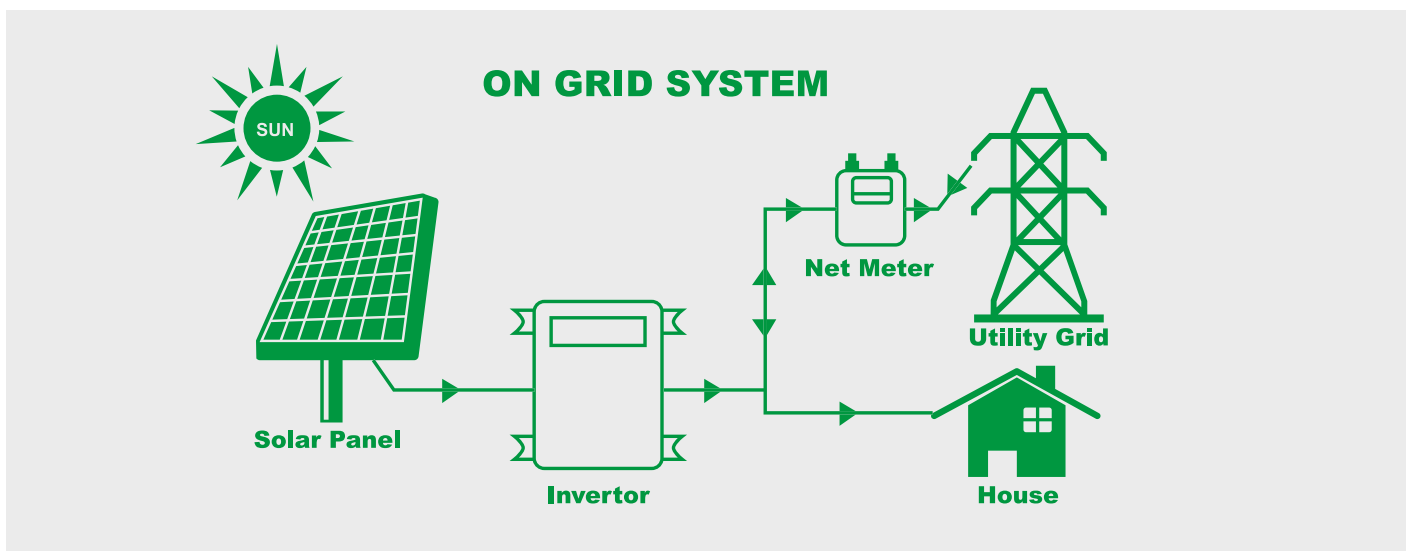 ON GRID SYSTEM
SUN
Net Meter
Utility Grid
Solar Panel
Invertor
House